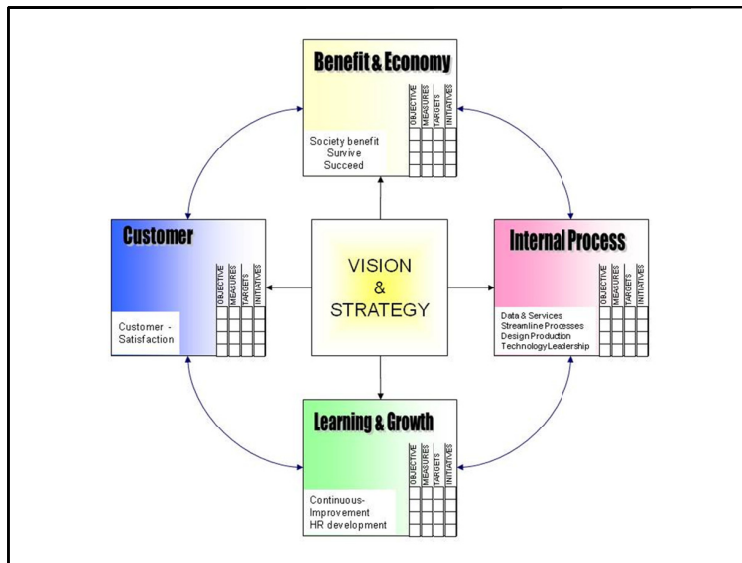 Benefit & Economy
OBJECTIVE
MEASURES
TARGETS
INITIATIVES
Society benefit
Survive
Succeed
Customer
OBJECTIVE
MEASURES
TARGETS
INITIATIVES
Customer -
Satisfaction
VISION
&
STRATEGY
Internal Process
OBJECTIVE
MEASURES
TARGETS
INITIATIVES
Data & Services
Streamline Processes
Design Production
Technology Leadership
Learning & Growth
OBJECTIVE
MEASURES
TARGETS
INITIATIVES
Continuous-
Improvement
HR development